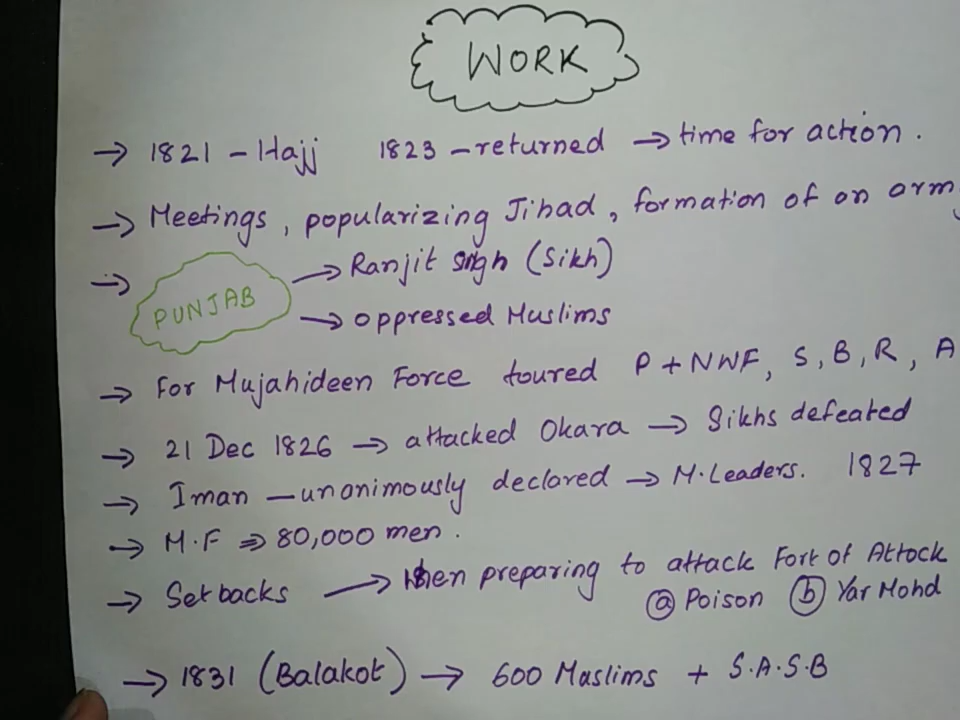 WORK
→ 1821 - Hajj 1823 - returned → time for action.
→ Meetings, popularizing Jihad, formation of on arm
→ PUNJAB → Ranjit Singh (Sikh)
→ oppressed Muslims
→ For Mujahideen Force toured P + NWF, S, B, R, A
→ 21 Dec 1826 → attacked Okara → Sikhs defeated
→ Iman - unanimously declared → M. Leaders. 1827
→ M.F ⇒ 80,000 men.
→ Setbacks → When preparing to attack Fort of Attock
ⓐ Poison ⓑ Yar Mohd
→ 1831 (Balakot) → 600 Muslims + S.A.S.B